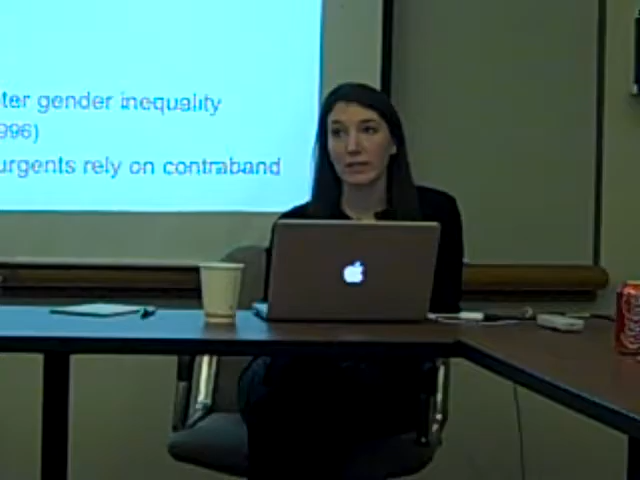 ter gender inequality
996)
urgents rely on contraband